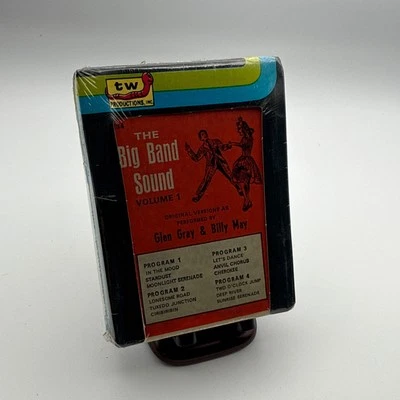 tw
PRODUCTIONS, INC.
THE
Big Band
Sound
VOLUME 1
ORIGINAL VERSIONS AS
PERFORMED BY
Glen Gray & Billy May
PROGRAM 1
IN THE MOOD
STARDUST
MOONLIGHT SERENADE
PROGRAM 2
LONESOME ROAD
TUXEDO JUNCTION
CIRIBIRIBIN
PROGRAM 3
LET'S DANCE
ANVIL CHORUS
CHEROKEE
PROGRAM 4
TWO O'CLOCK JUMP
DEEP RIVER
SUNRISE SERENADE